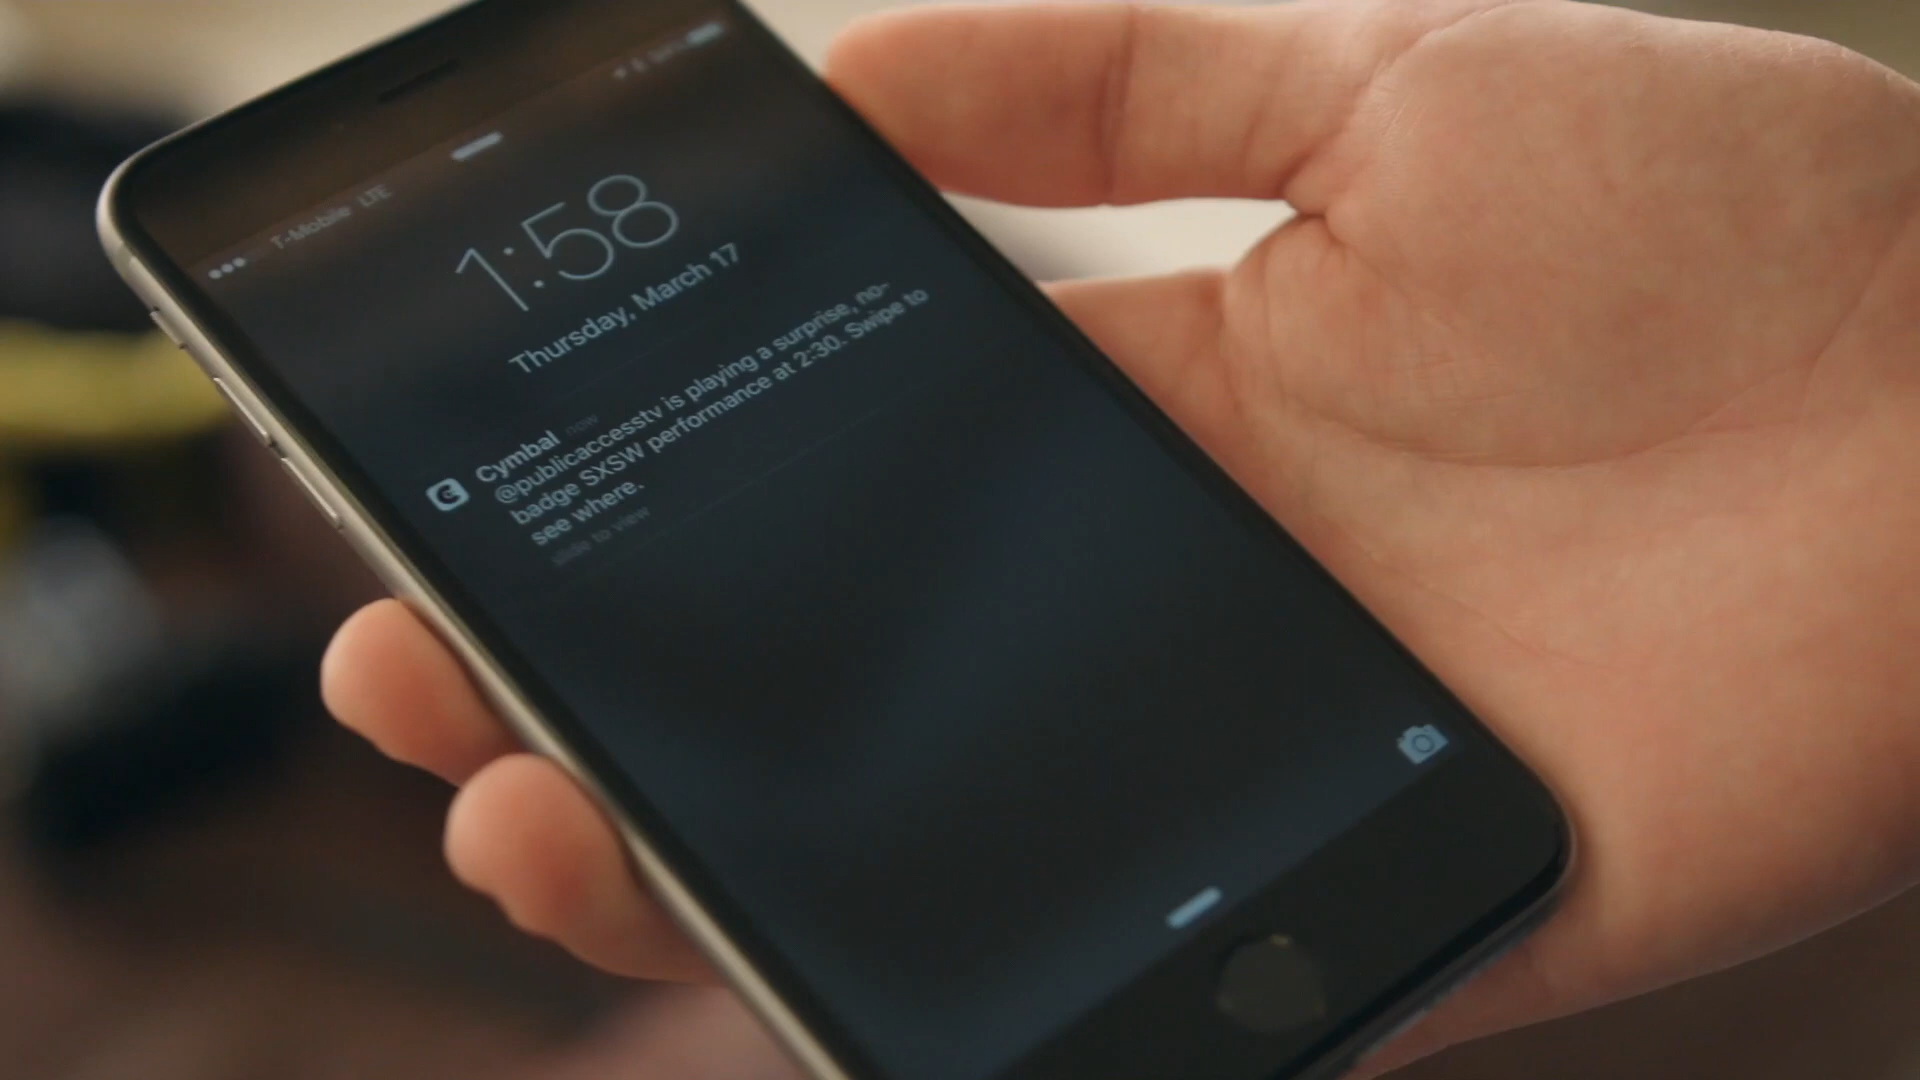 T-Mobile LTE
1:58
Thursday, March 17
Cymbal now
@publicaccesstv is playing a surprise, no-
badge SXSW performance at 2:30. Swipe to
see where.
slide to view